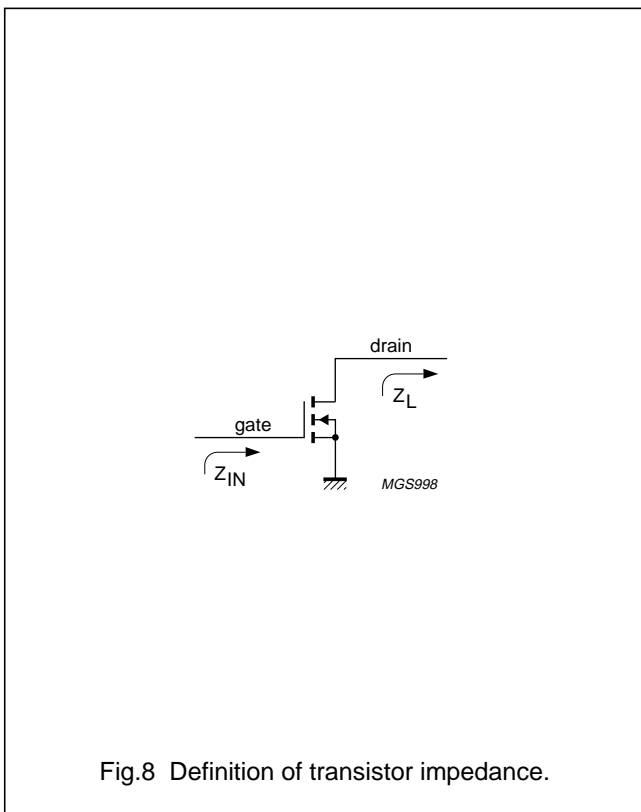 drain
Z_L
gate
Z_IN
MGS998
Fig.8 Definition of transistor impedance.